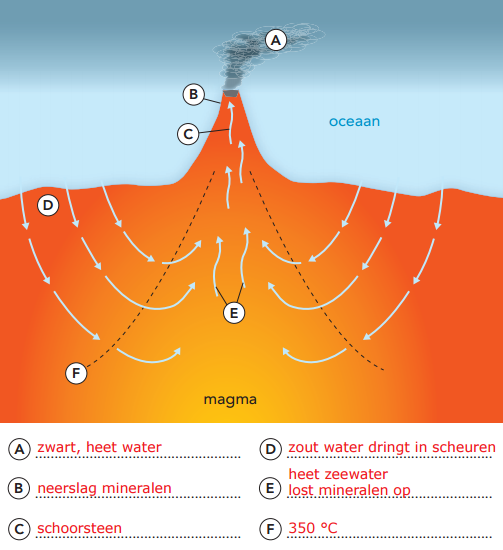 A
B
C
oceaan
D
E
F
magma
A zwart, heet water
B neerslag mineralen
C schoorsteen
D zout water dringt in scheuren
E heet zeewater
lost mineralen op
F 350 °C